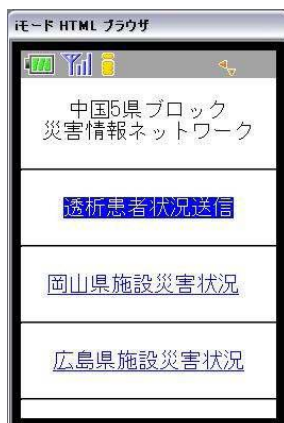 iモード HTML ブラウザ
中国5県ブロック
災害情報ネットワーク
透析患者状況送信
岡山県施設災害状況
広島県施設災害状況